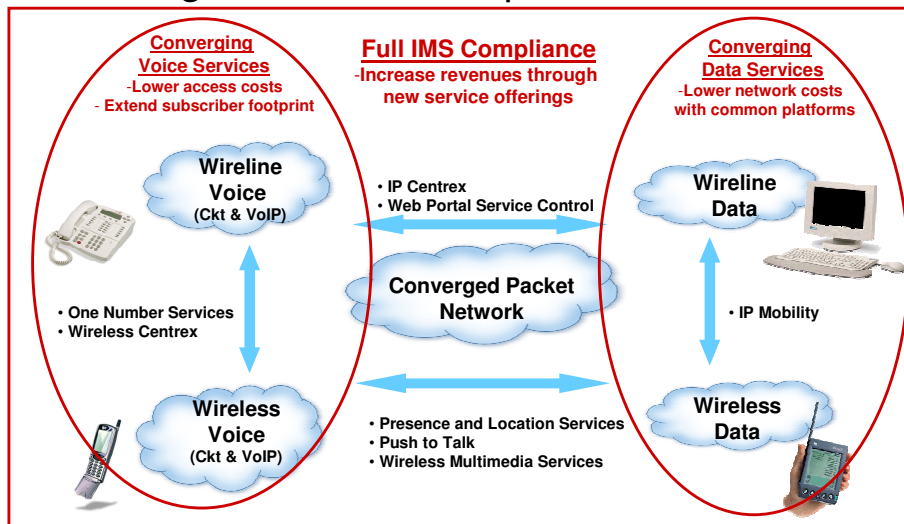 Converging
Voice Services
-Lower access costs
- Extend subscriber footprint
Full IMS Compliance
-Increase revenues through
new service offerings
Converging
Data Services
-Lower network costs
with common platforms
Wireline
Voice
(Ckt & VoIP)
• IP Centrex
• Web Portal Service Control
Wireline
Data
• One Number Services
• Wireless Centrex
Converged Packet
Network
• IP Mobility
Wireless
Voice
(Ckt & VoIP)
• Presence and Location Services
• Push to Talk
• Wireless Multimedia Services
Wireless
Data